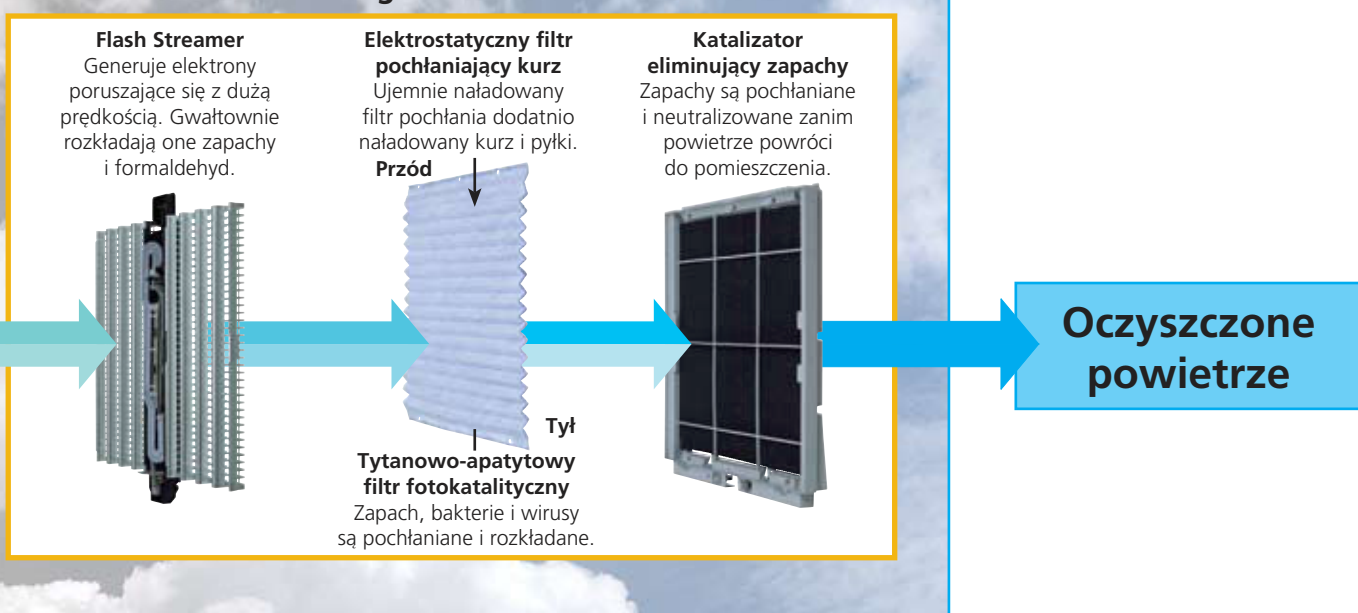 Flash Streamer
Generuje elektrony
poruszające się z dużą
prędkością. Gwałtownie
rozkładają one zapachy
i formaldehyd.
Elektrostatyczny filtr
pochłaniający kurz
Ujemnie naładowany
filtr pochłania dodatnio
naładowany kurz i pyłki.
Przód
Tył
Tytanowo-apatytowy
filtr fotokatalityczny
Zapach, bakterie i wirusy
są pochłaniane i rozkładane.
Katalizator
eliminujący zapachy
Zapachy są pochłaniane
i neutralizowane zanim
powietrze powróci
do pomieszczenia.
Oczyszczone
powietrze